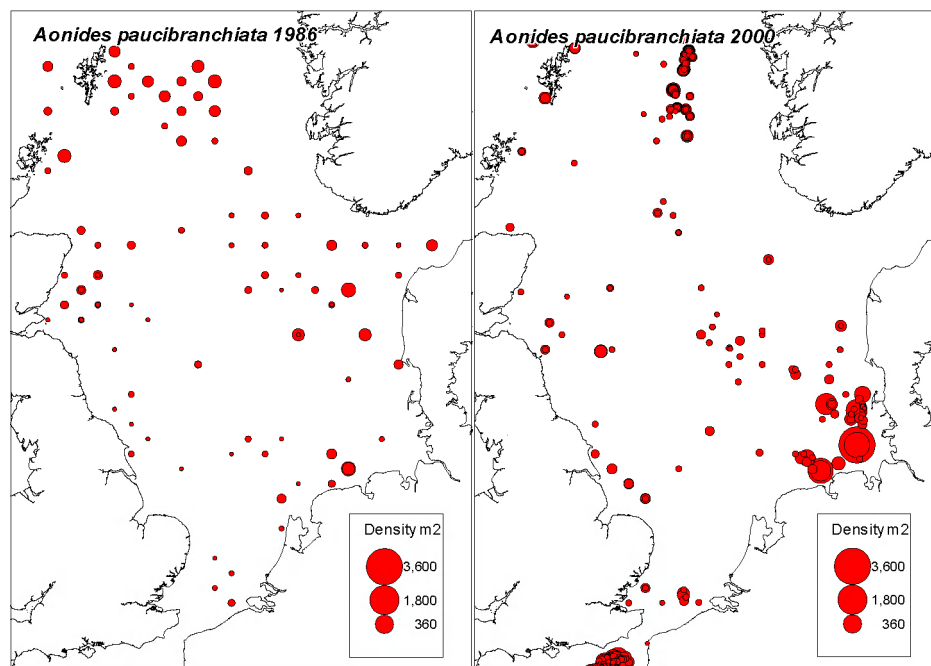 Aonides paucibranchiata 1986
Density m2
3,600
1,800
360
Aonides paucibranchiata 2000
Density m2
3,600
1,800
360